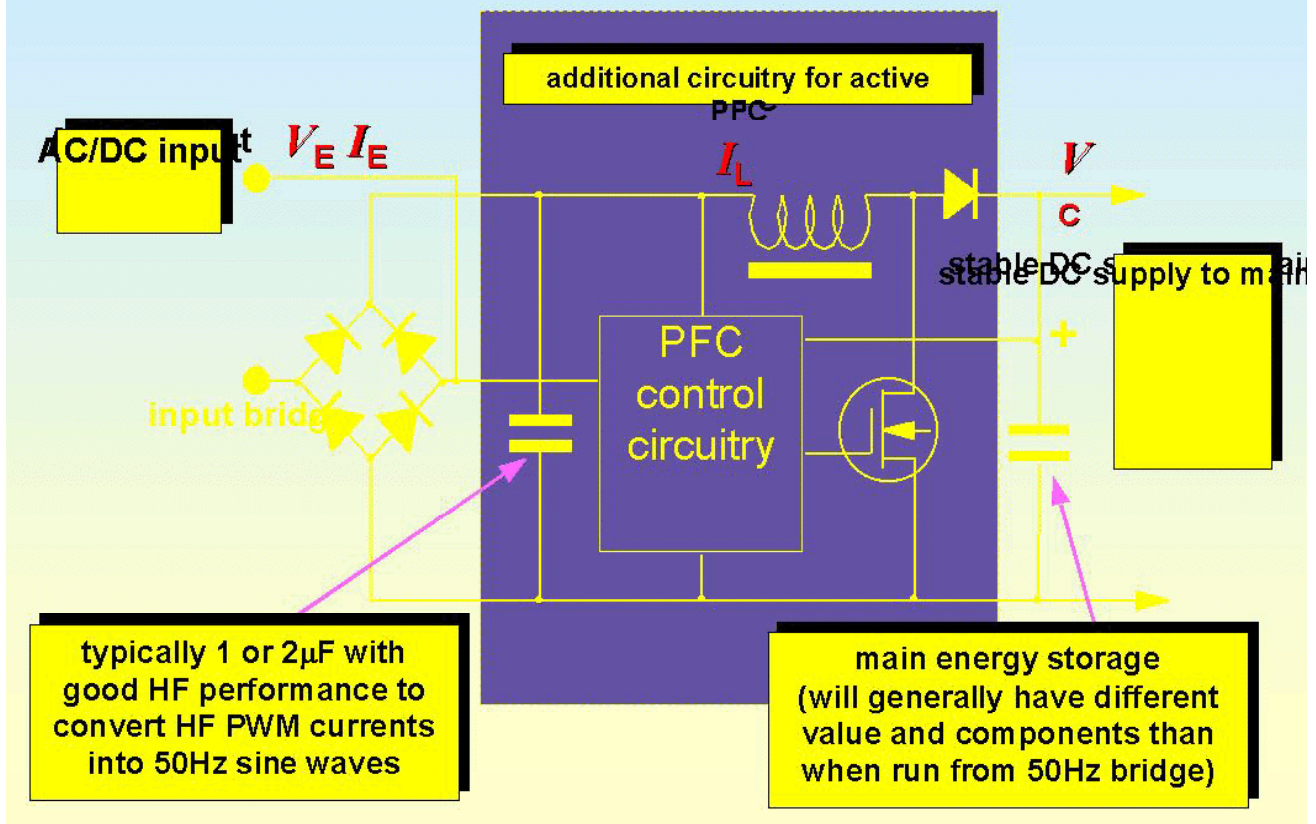 additional circuitry for active
PFC
AC/DC input
V E I E
I L
V
C
stable DC supply to main
+
PFC
control
circuitry
input bridg
typically 1 or 2μF with
good HF performance to
convert HF PWM currents
into 50Hz sine waves
main energy storage
(will generally have different
value and components than
when run from 50Hz bridge)